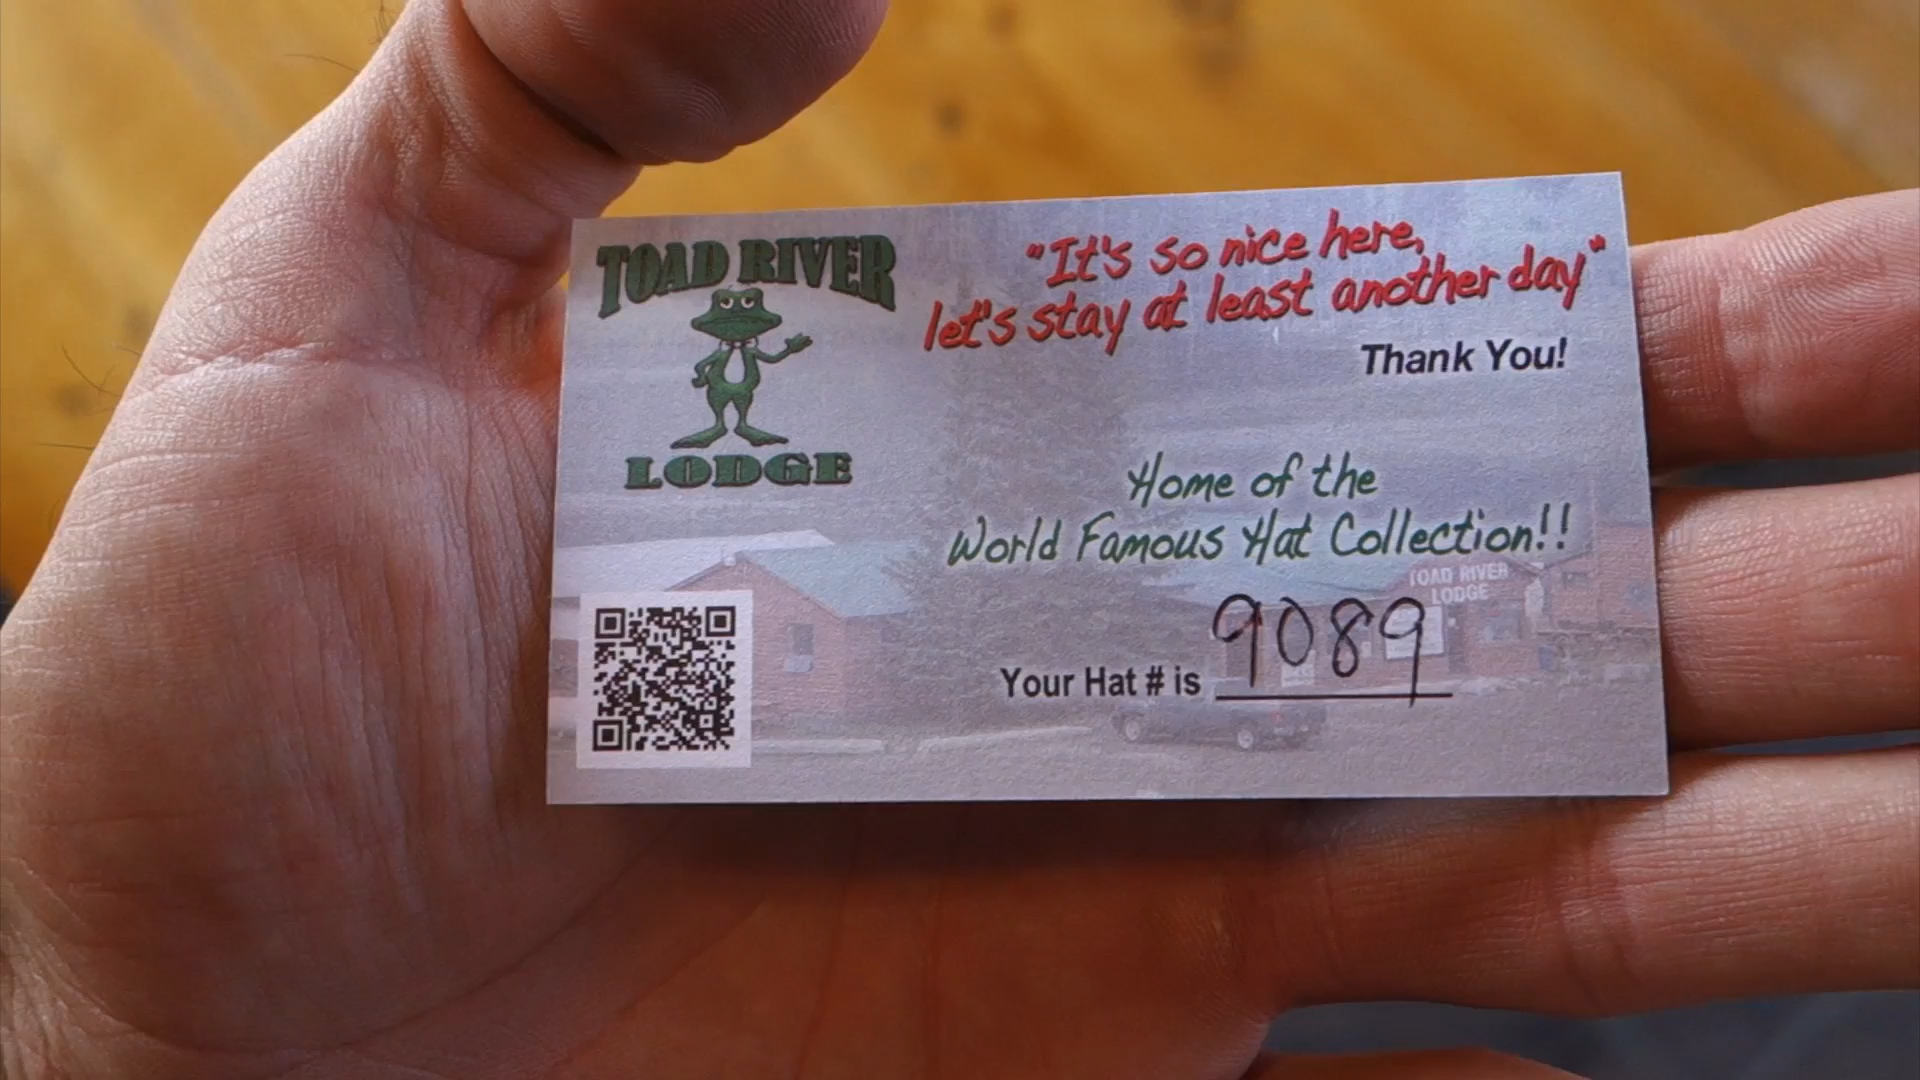 TOAD RIVER
LODGE
"It's so nice here,
let's stay at least another day"
Thank You!
Home of the
World Famous Hat Collection!!
TOAD RIVER
LODGE
Your Hat # is 9089